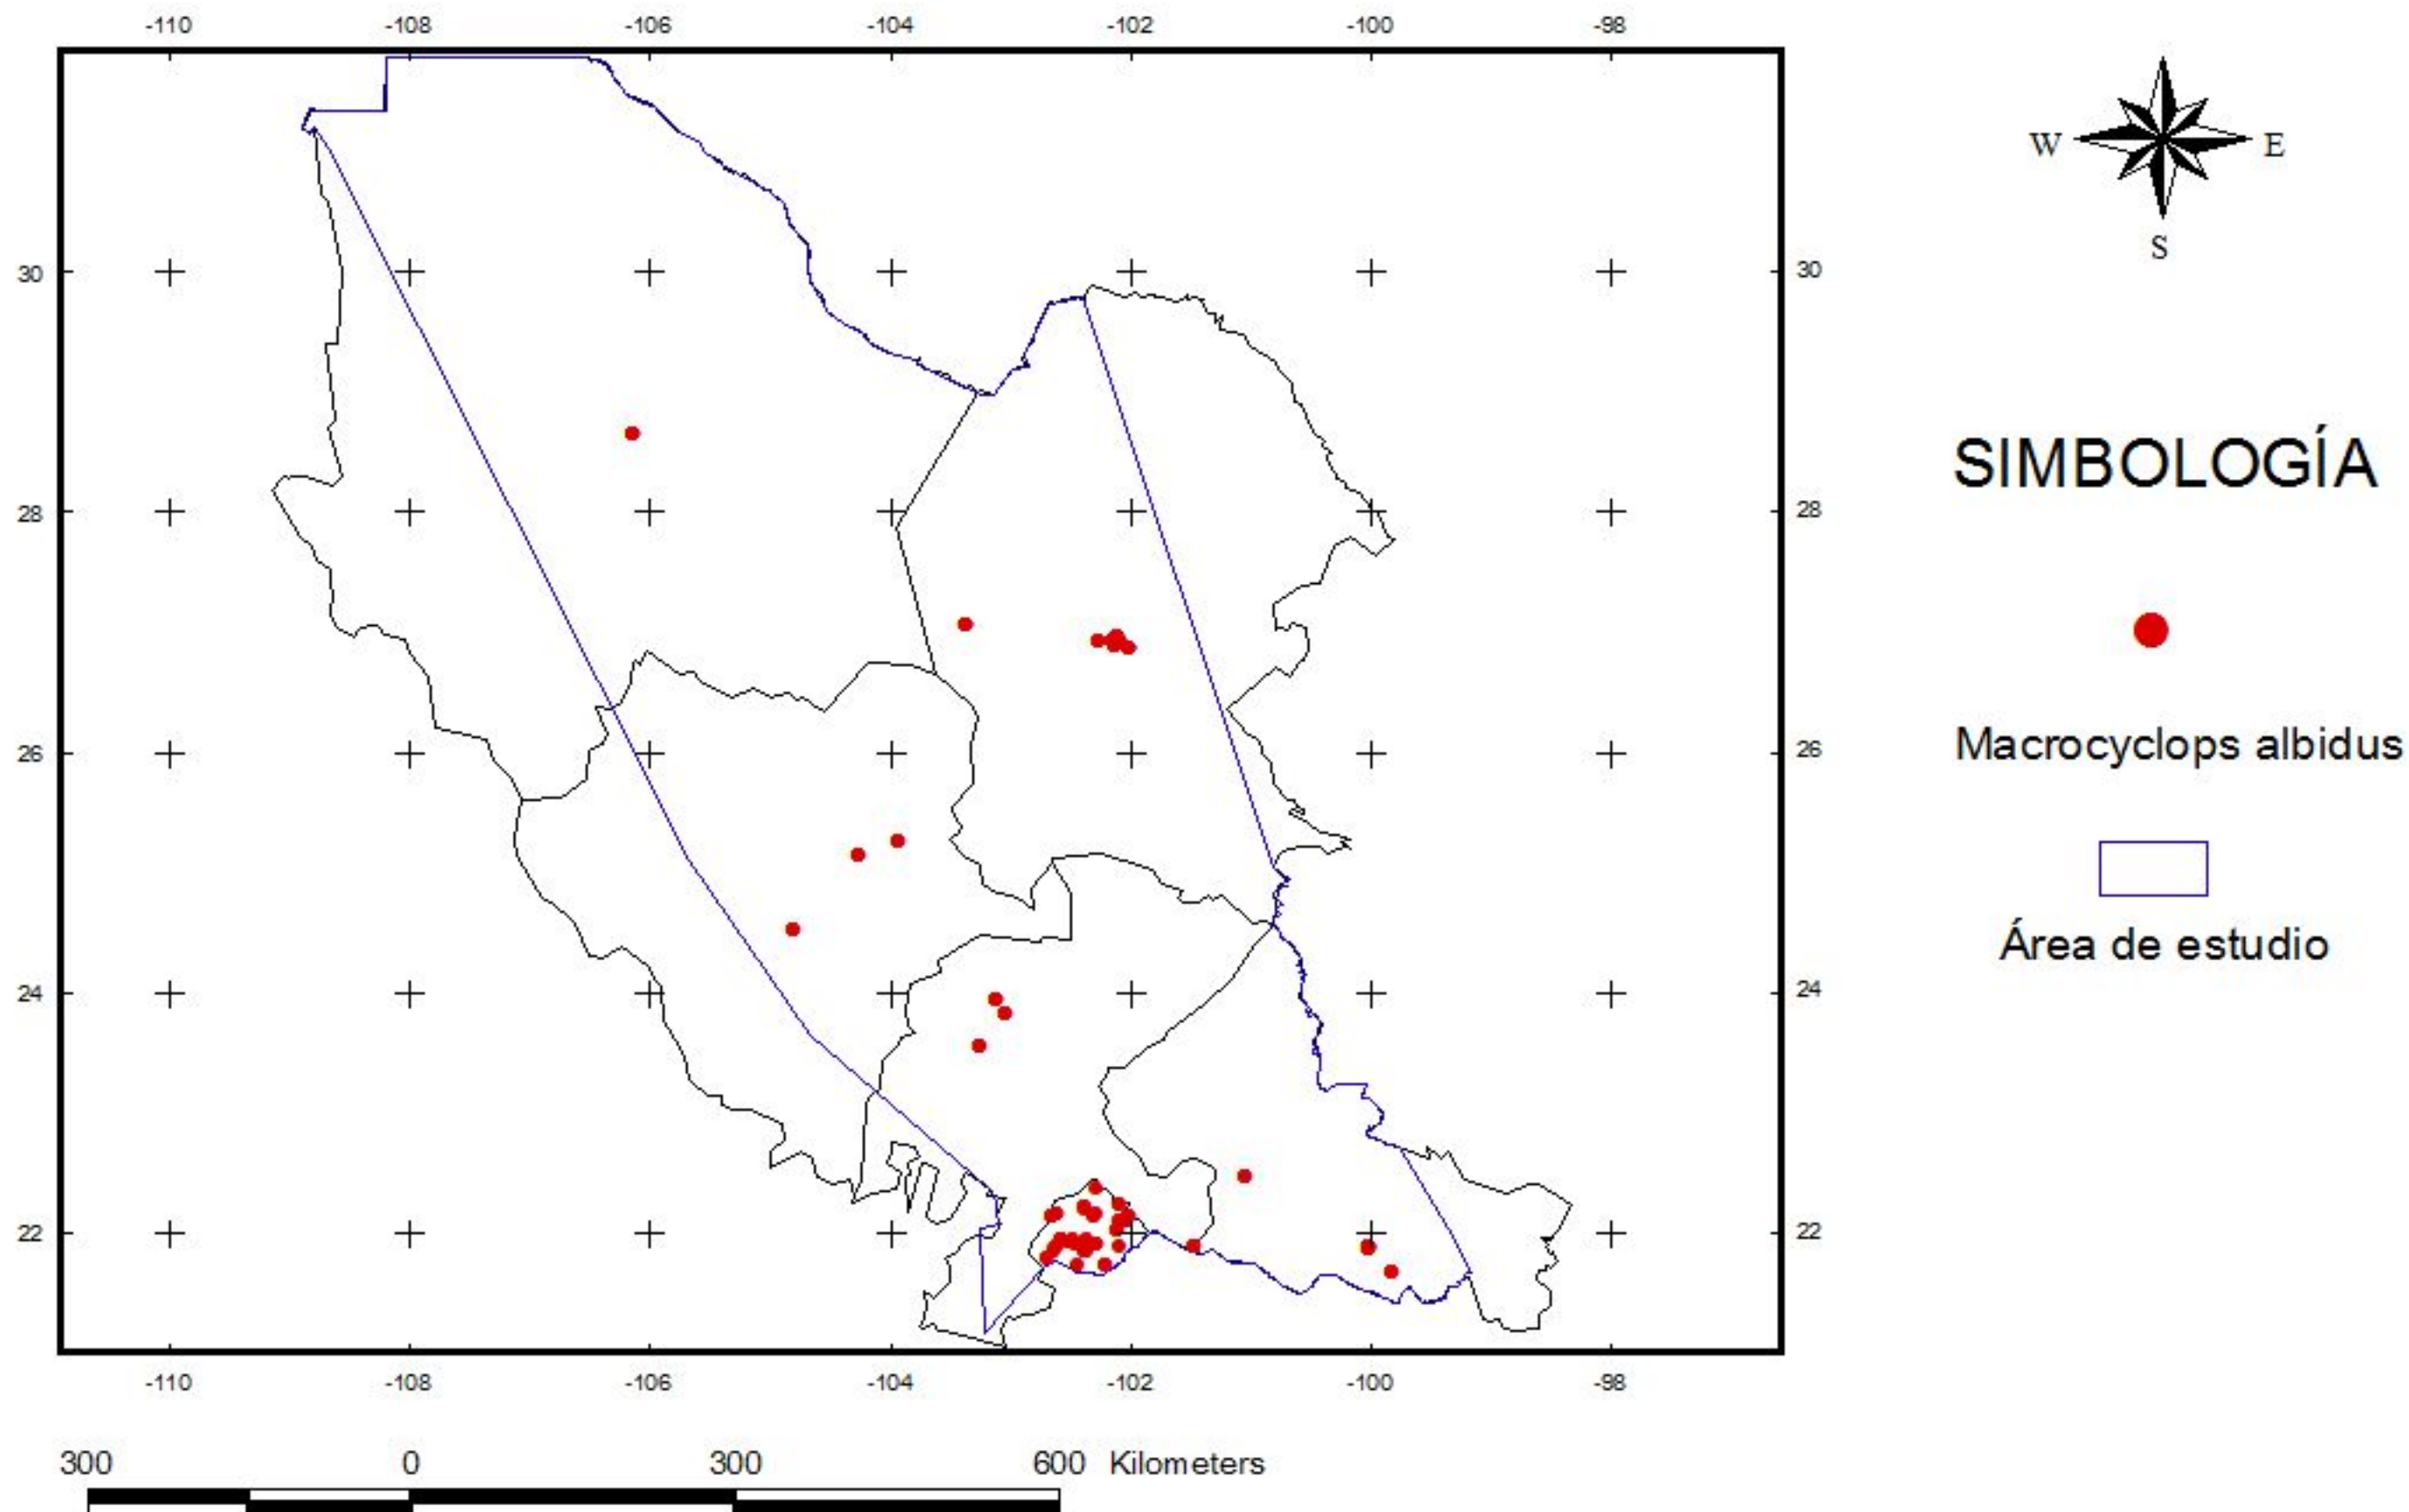 -110 -108 -106 -104 -102 -100 -98
30 30
28 28
26 26
24 24
22 22
-110 -108 -106 -104 -102 -100 -98
300 0 300 600 Kilometers
W E
S
SIMBOLOGÍA
Macrocyclops albidus
Área de estudio